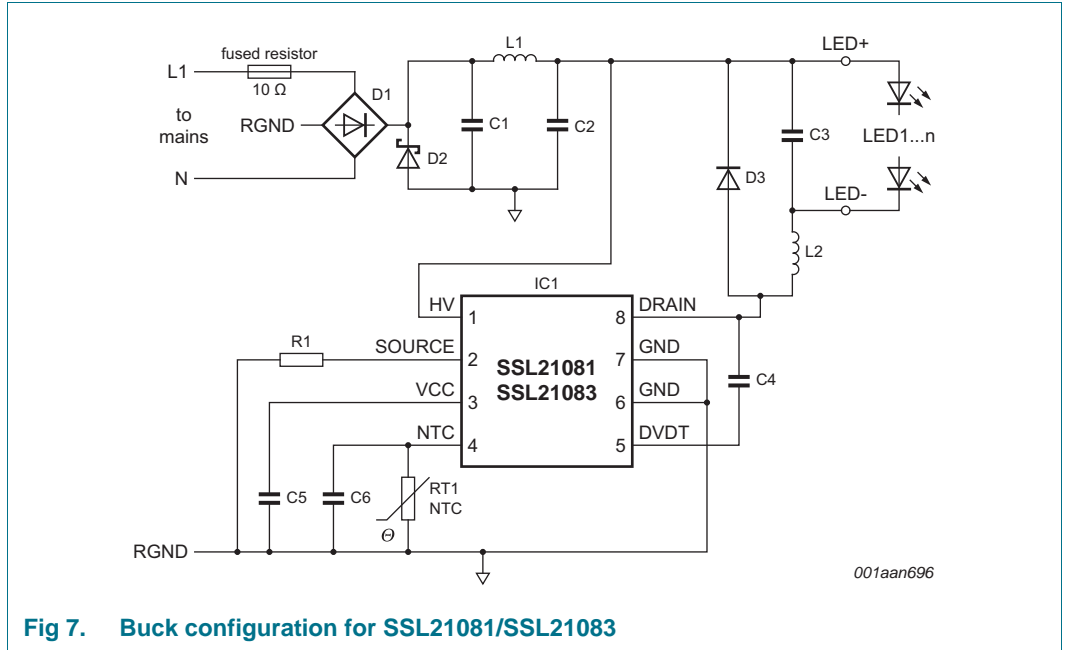 fused resistor
L1
10 Ω
D1
L1
LED+
to
mains
RGND
C1
C2
C3
LED1...n
D2
D3
N
LED-
L2
IC1
HV
1
DRAIN
8
R1
SOURCE
2
SSL21081
SSL21083
GND
7
C4
VCC
3
GND
6
NTC
4
DVDT
5
C5
C6
RT1
NTC
Θ
RGND
001aan696
Fig 7. Buck configuration for SSL21081/SSL21083